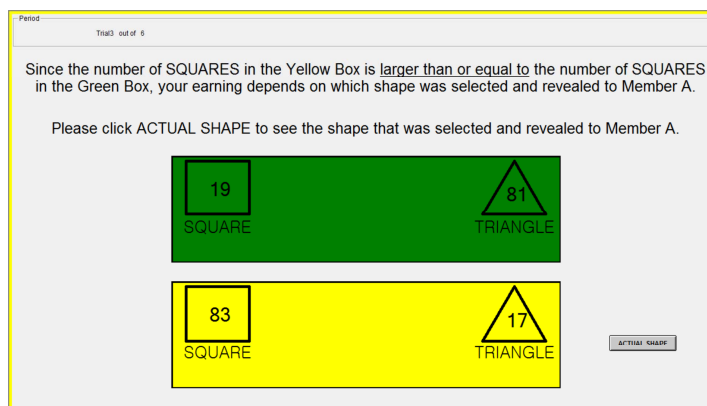 Period
Trial3 out of 6
Since the number of SQUARES in the Yellow Box is larger than or equal to the number of SQUARES
in the Green Box, your earning depends on which shape was selected and revealed to Member A.
Please click ACTUAL SHAPE to see the shape that was selected and revealed to Member A.
19 81
SQUARE TRIANGLE
83 17
SQUARE TRIANGLE
ACTUAL SHAPE